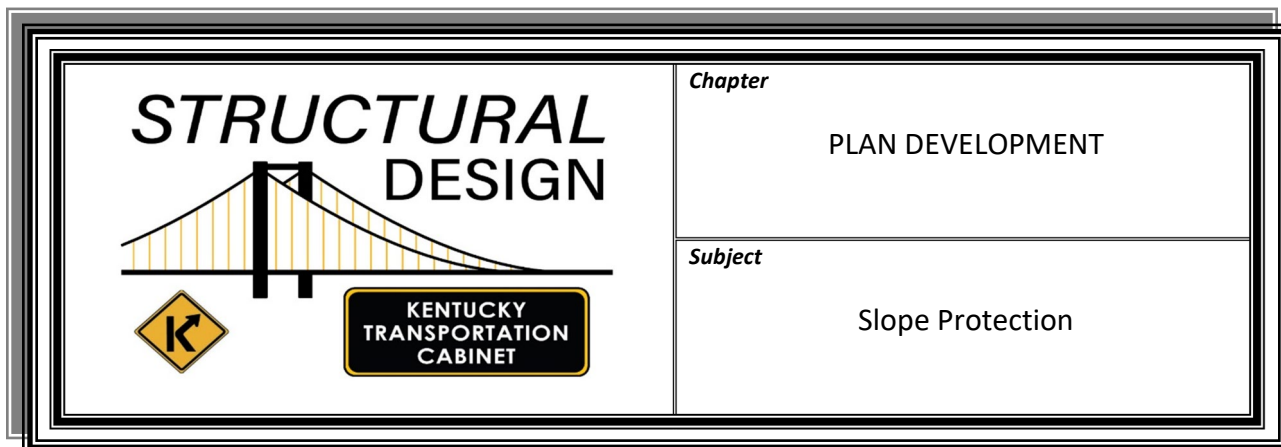 STRUCTURAL
DESIGN
KENTUCKY
TRANSPORTATION
CABINET
Chapter
PLAN DEVELOPMENT
Subject
Slope Protection